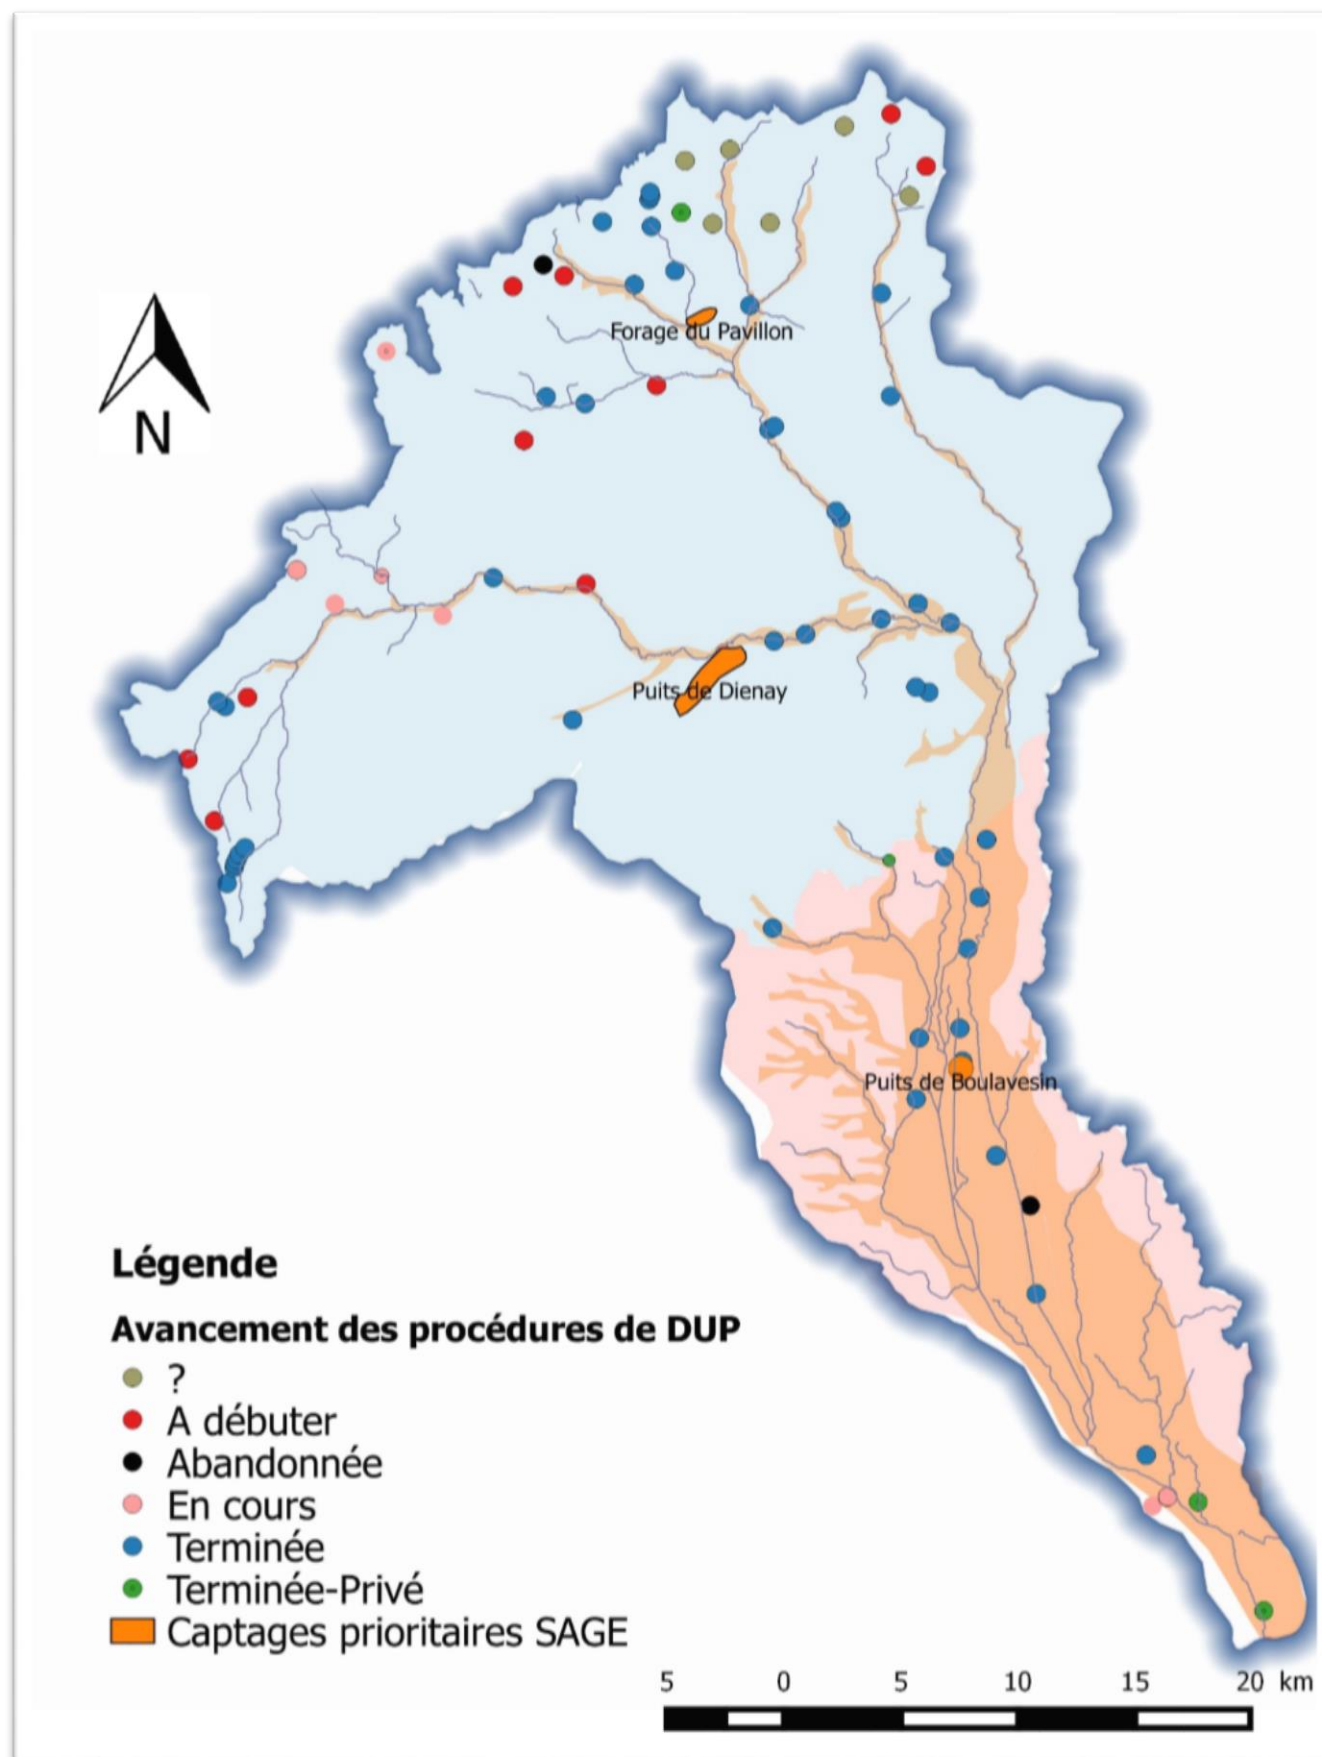 Forage du Pavillon
N
Puits de Dienay
Puits de Boulavesin
Légende
Avancement des procédures de DUP
?
A débuter
Abandonnée
En cours
Terminée
Terminée-Privé
Captages prioritaires SAGE
5 0 5 10 15 20 km